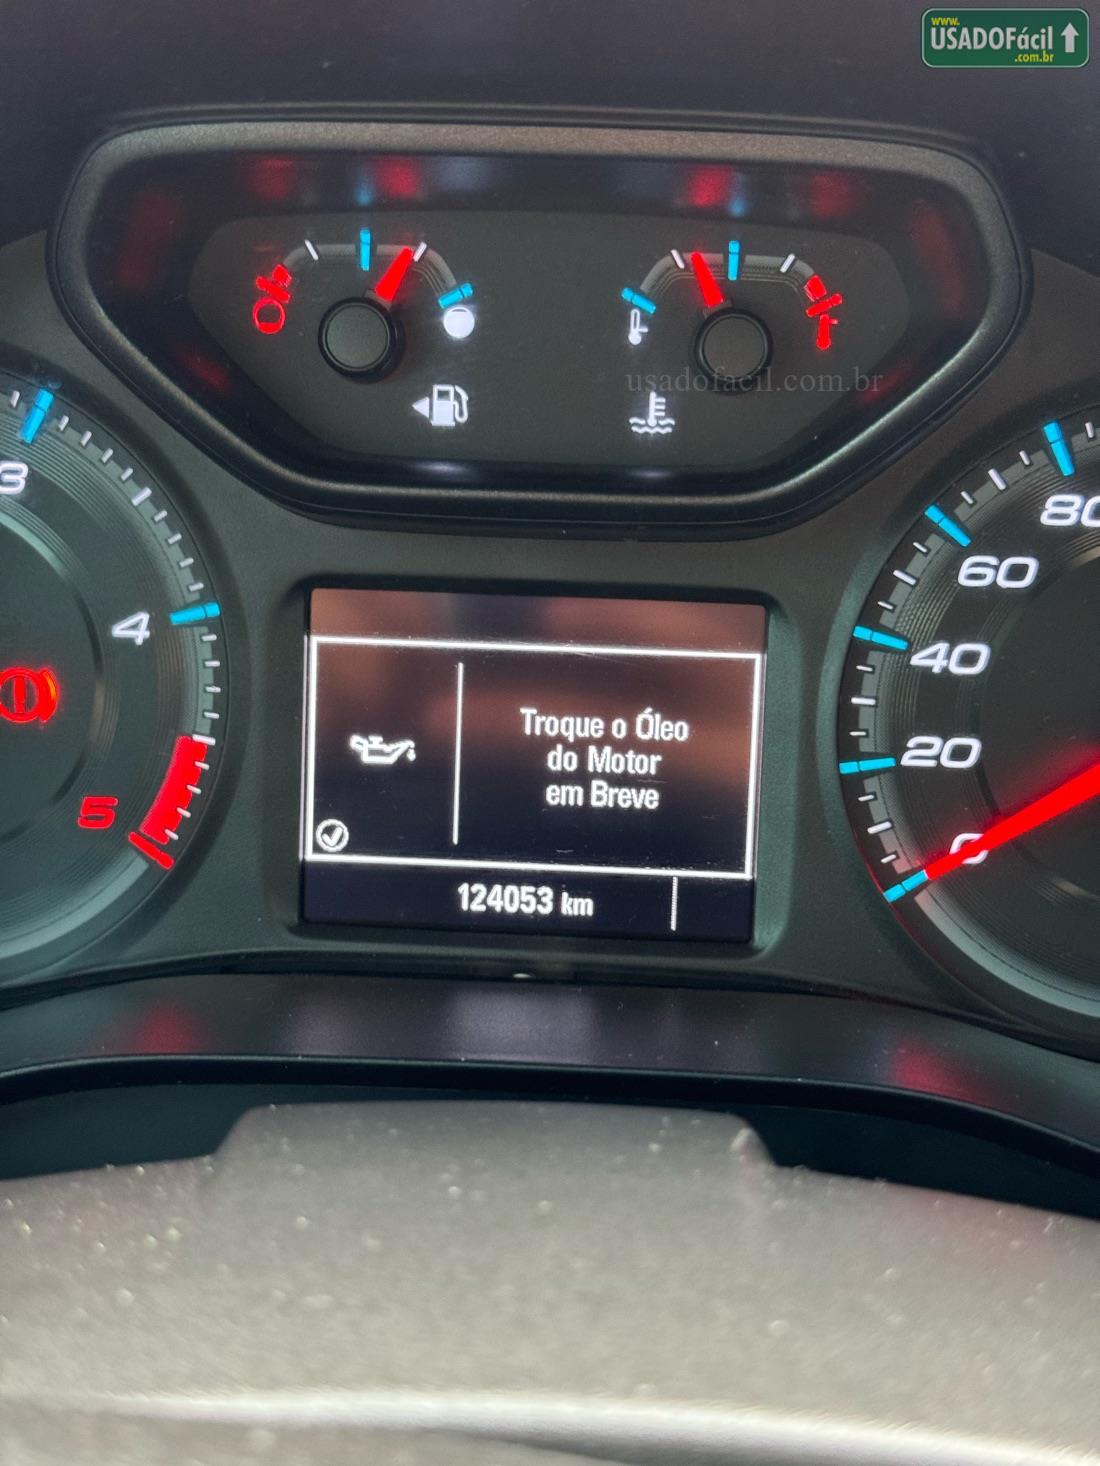 www.
USADOFácil
.com.br
usadofacil.com.br
3
4
5
80
60
40
20
0
Troque o Óleo
do Motor
em Breve
124053 km